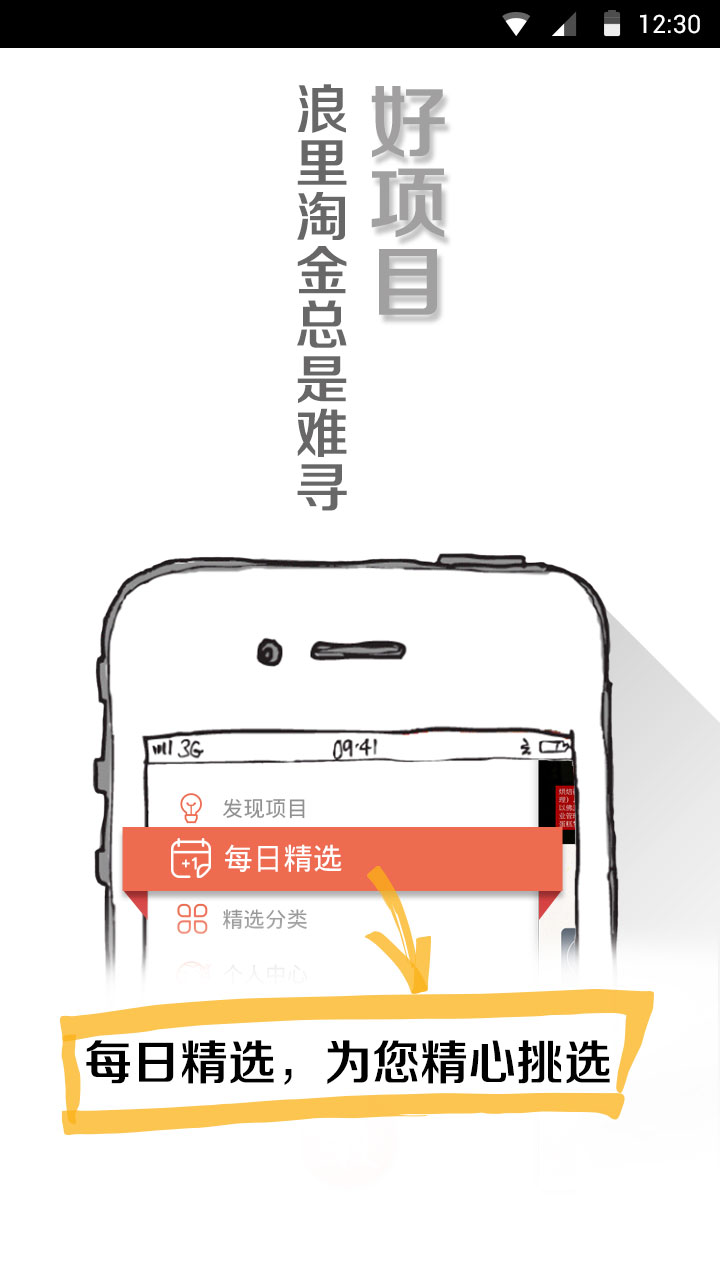 12:30
好项目
浪里淘金总是难寻
3G 09:41
发现项目
+1 每日精选
精选分类
个人中心
每日精选，为您精心挑选